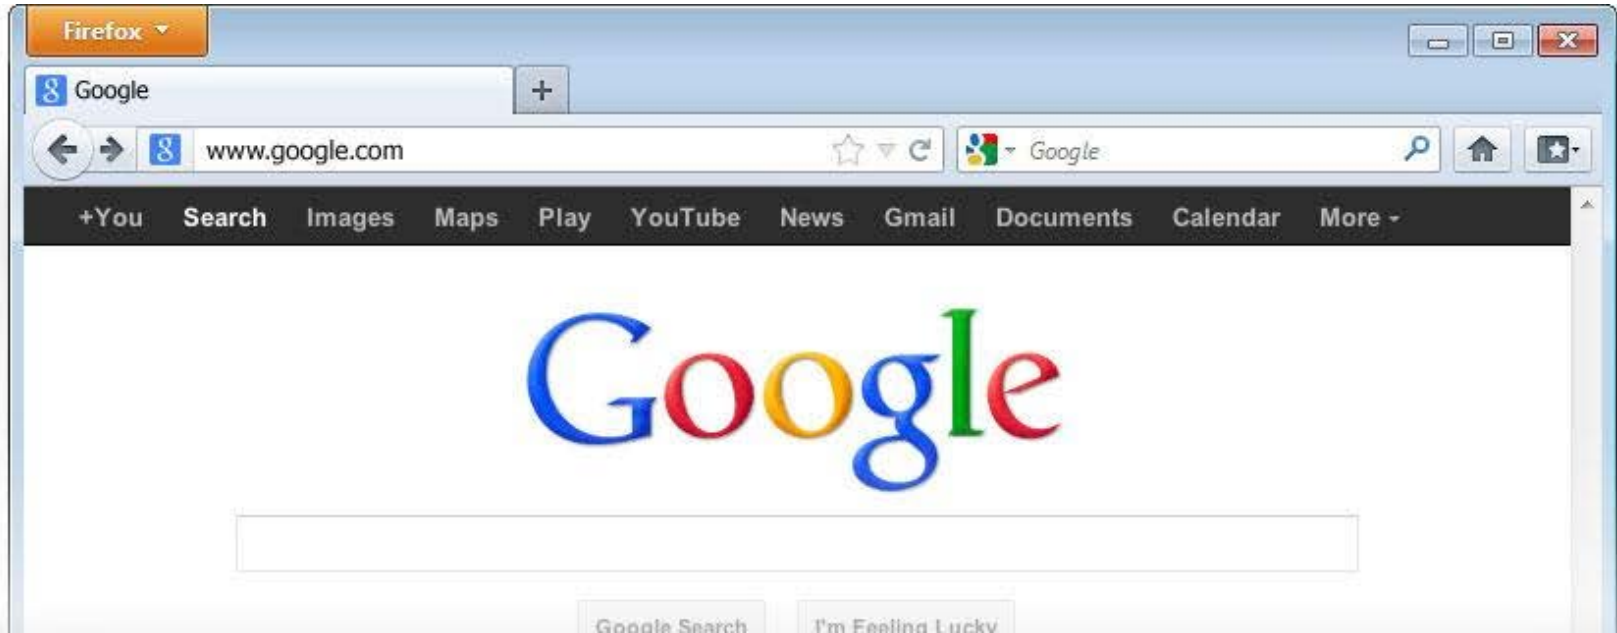 Firefox
Google
www.google.com
Google
+You Search Images Maps Play YouTube News Gmail Documents Calendar More
Google
Google Search I'm Feeling Lucky